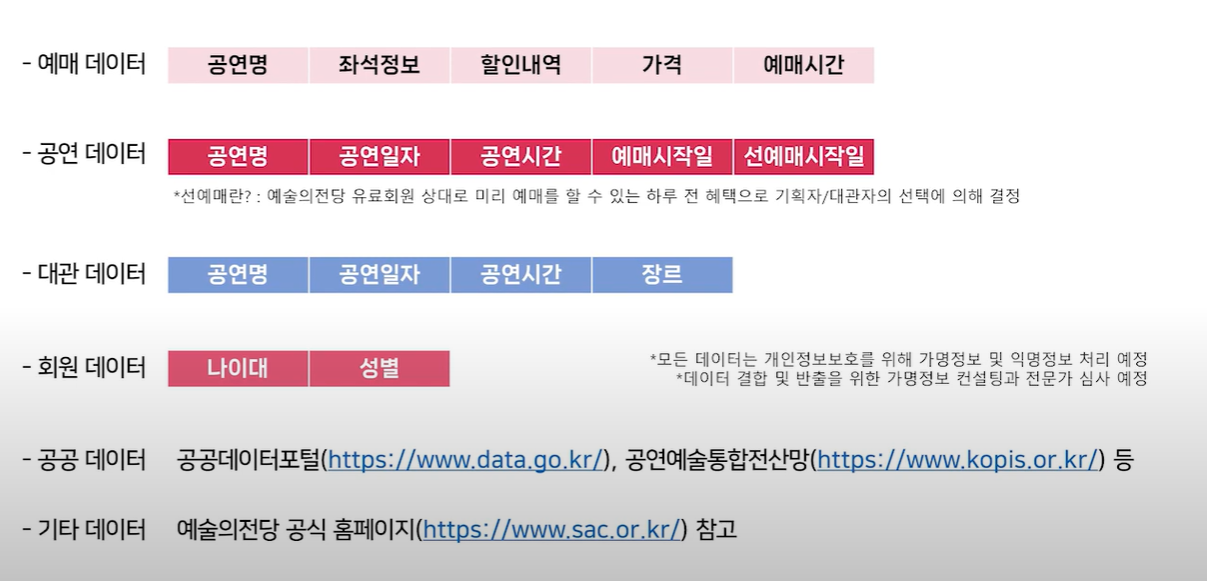 - 예매 데이터 공연명 좌석정보 할인내역 가격 예매시간
- 공연 데이터 공연명 공연일자 공연시간 예매시작일 선예매시작일
*선예매란? : 예술의전당 유료회원 상대로 미리 예매를 할 수 있는 하루 전 혜택으로 기획자/대관자의 선택에 의해 결정
- 대관 데이터 공연명 공연일자 공연시간 장르
- 회원 데이터 나이대 성별
*모든 데이터는 개인정보보호를 위해 가명정보 및 익명정보 처리 예정
*데이터 결합 및 반출을 위한 가명정보 컨설팅과 전문가 심사 예정
- 공공 데이터 공공데이터포털(https://www.data.go.kr/), 공연예술통합전산망(https://www.kopis.or.kr/) 등
- 기타 데이터 예술의전당 공식 홈페이지(https://www.sac.or.kr/) 참고